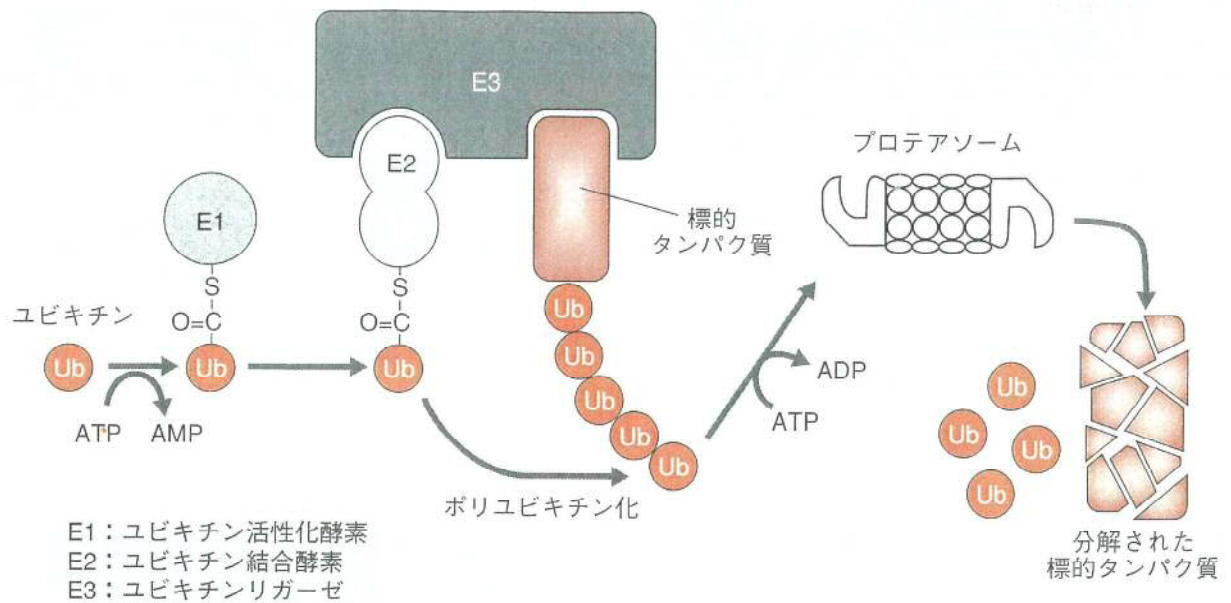 E3
E2
E1
S
O=C
S
O=C
プロテアソーム
標的
タンパク質
ユビキチン
Ub
Ub
Ub
Ub
Ub
Ub
Ub
Ub
ATP
AMP
ADP
ATP
Ub
Ub
Ub
Ub
ポリユビキチン化
分解された
標的タンパク質
E1：ユビキチン活性化酵素
E2：ユビキチン結合酵素
E3：ユビキチンリガーゼ